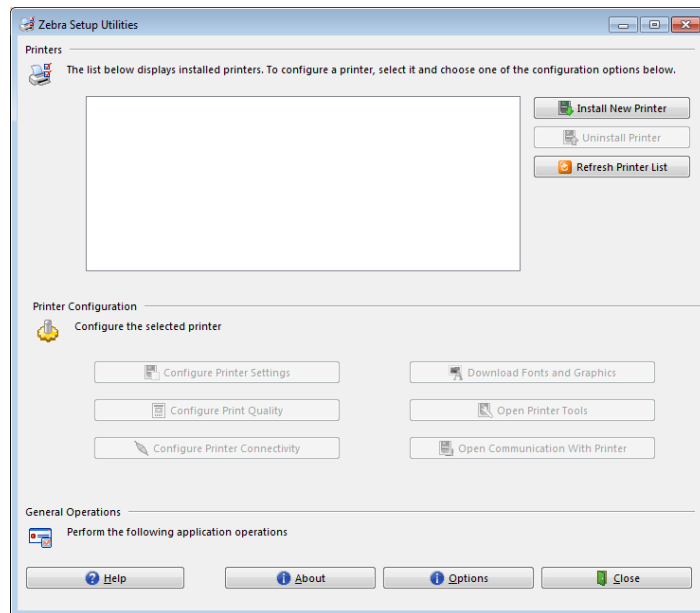 Zebra Setup Utilities
Printers
The list below displays installed printers. To configure a printer, select it and choose one of the configuration options below.
Install New Printer
Uninstall Printer
Refresh Printer List
Printer Configuration
Configure the selected printer
Configure Printer Settings
Download Fonts and Graphics
Configure Print Quality
Open Printer Tools
Configure Printer Connectivity
Open Communication With Printer
General Operations
Perform the following application operations
Help
About
Options
Close